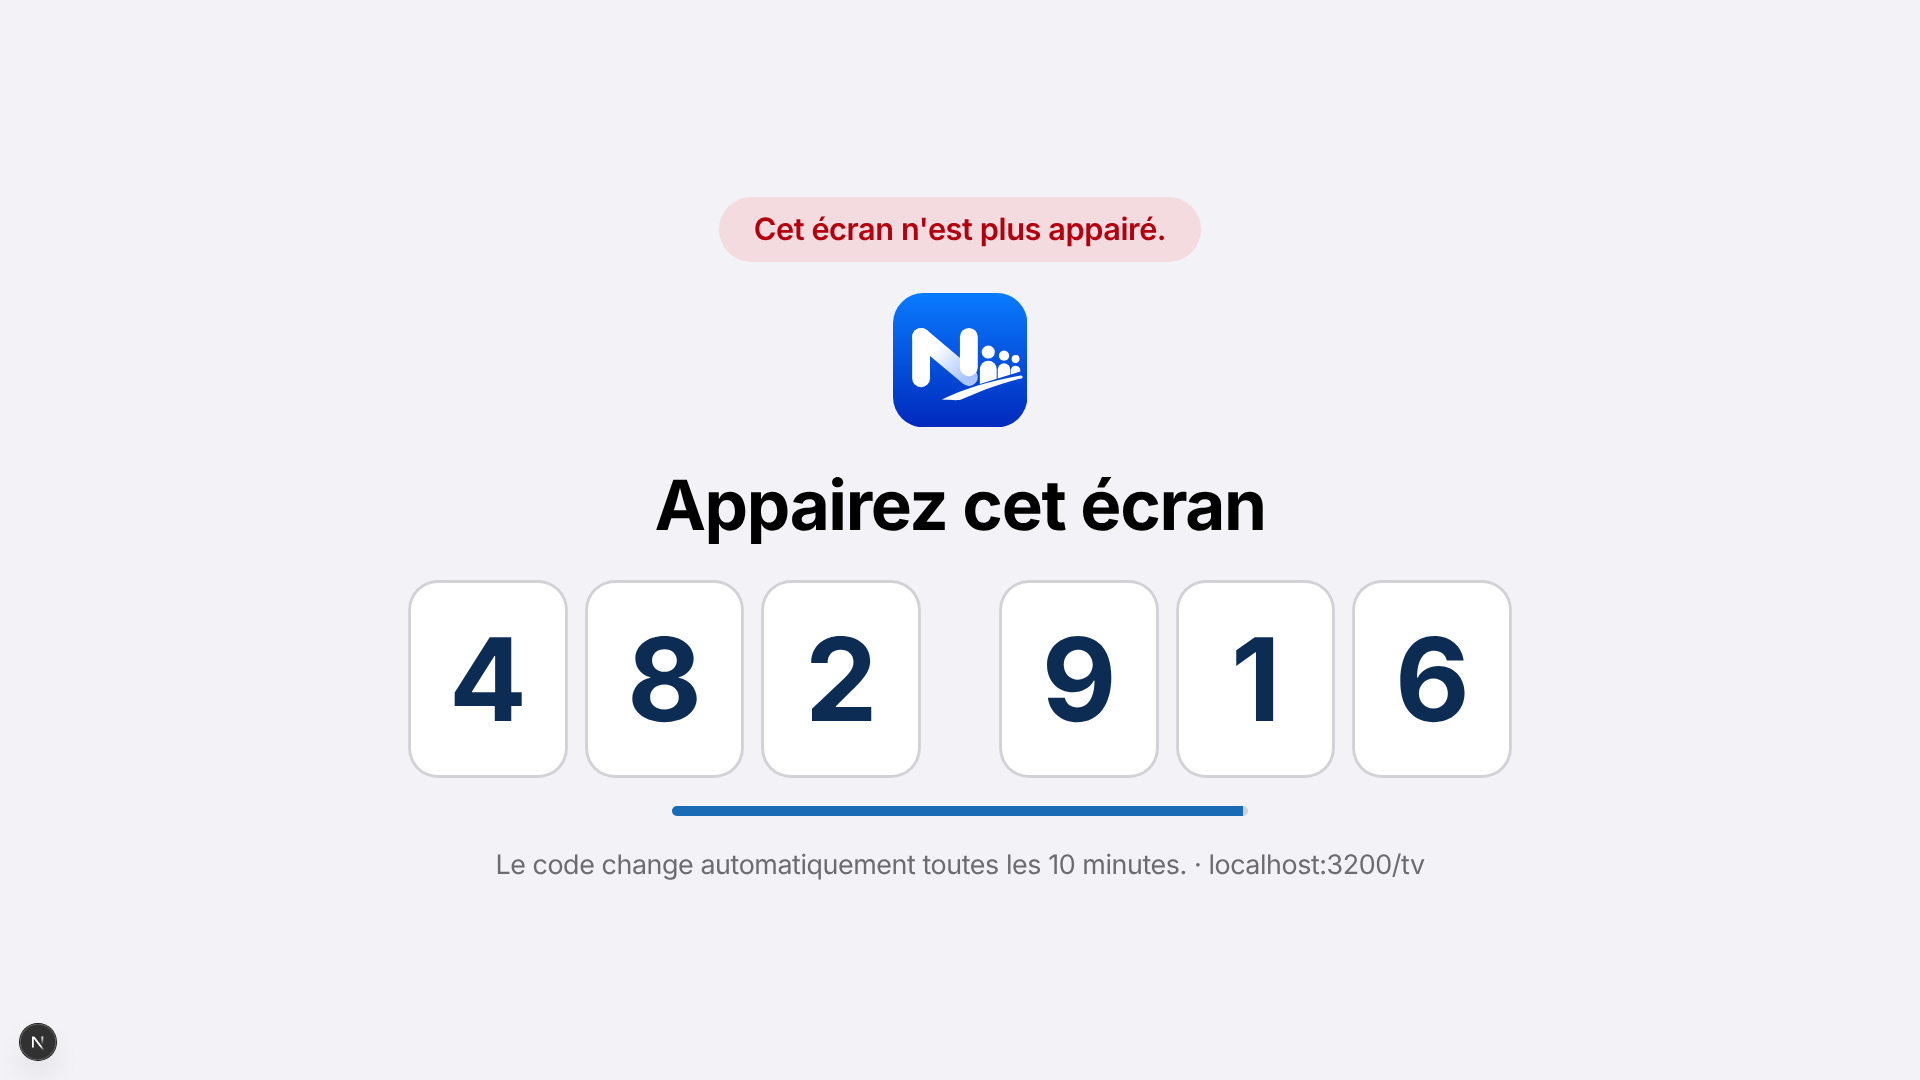 Cet écran n'est plus appairé.
N
Appairez cet écran
4 8 2 9 1 6
Le code change automatiquement toutes les 10 minutes. · localhost:3200/tv
N